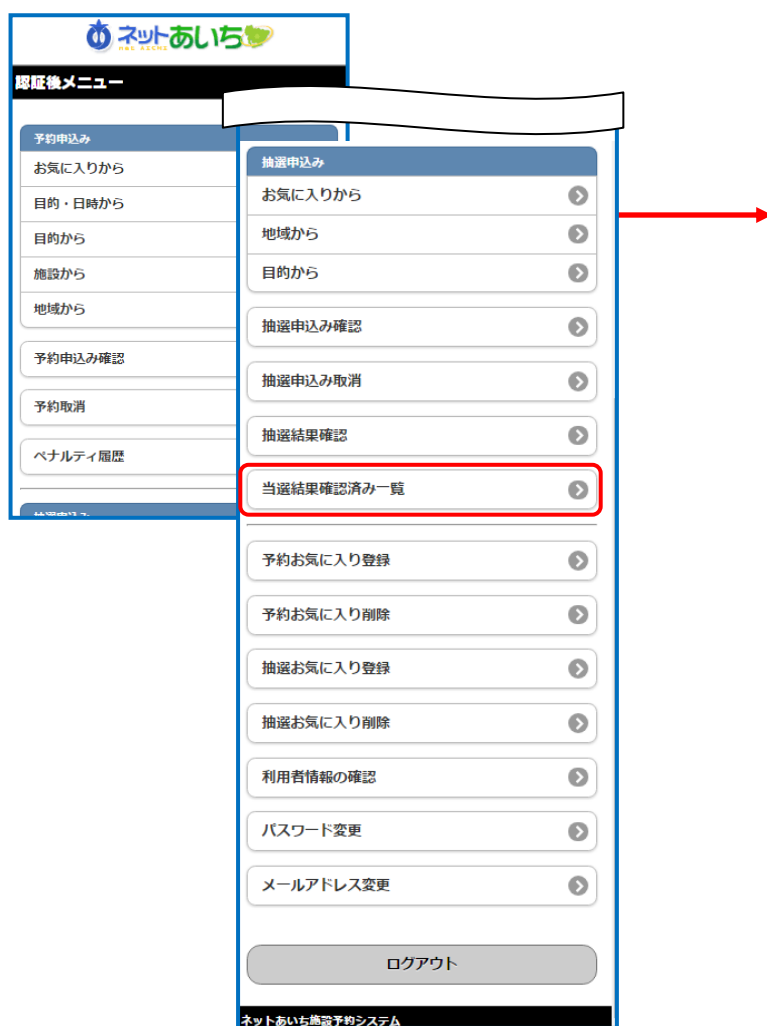 ネットあいち
認証後メニュー
予約申込み
お気に入りから
目的・日時から
目的から
施設から
地域から
予約申込み確認
予約取消
ペナルティ履歴
抽選申込み
抽選申込み
お気に入りから
地域から
目的から
抽選申込み確認
抽選申込み取消
抽選結果確認
当選結果確認済み一覧
予約お気に入り登録
予約お気に入り削除
抽選お気に入り登録
抽選お気に入り削除
利用者情報の確認
パスワード変更
メールアドレス変更
ログアウト
ネットあいち施設予約システム